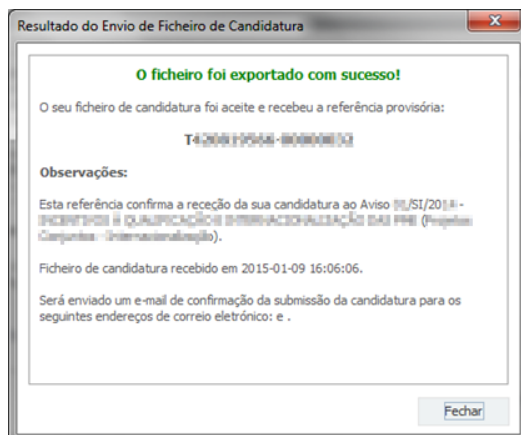 Resultado do Envio de Ficheiro de Candidatura
O ficheiro foi exportado com sucesso!
O seu ficheiro de candidatura foi aceite e recebeu a referência provisória:
Observações:
Esta referência confirma a receção da sua candidatura ao Aviso /SI/201 -
Ficheiro de candidatura recebido em 2015-01-09 16:06:06.
Será enviado um e-mail de confirmação da submissão da candidatura para os
seguintes endereços de correio eletrónico: e .
Fechar